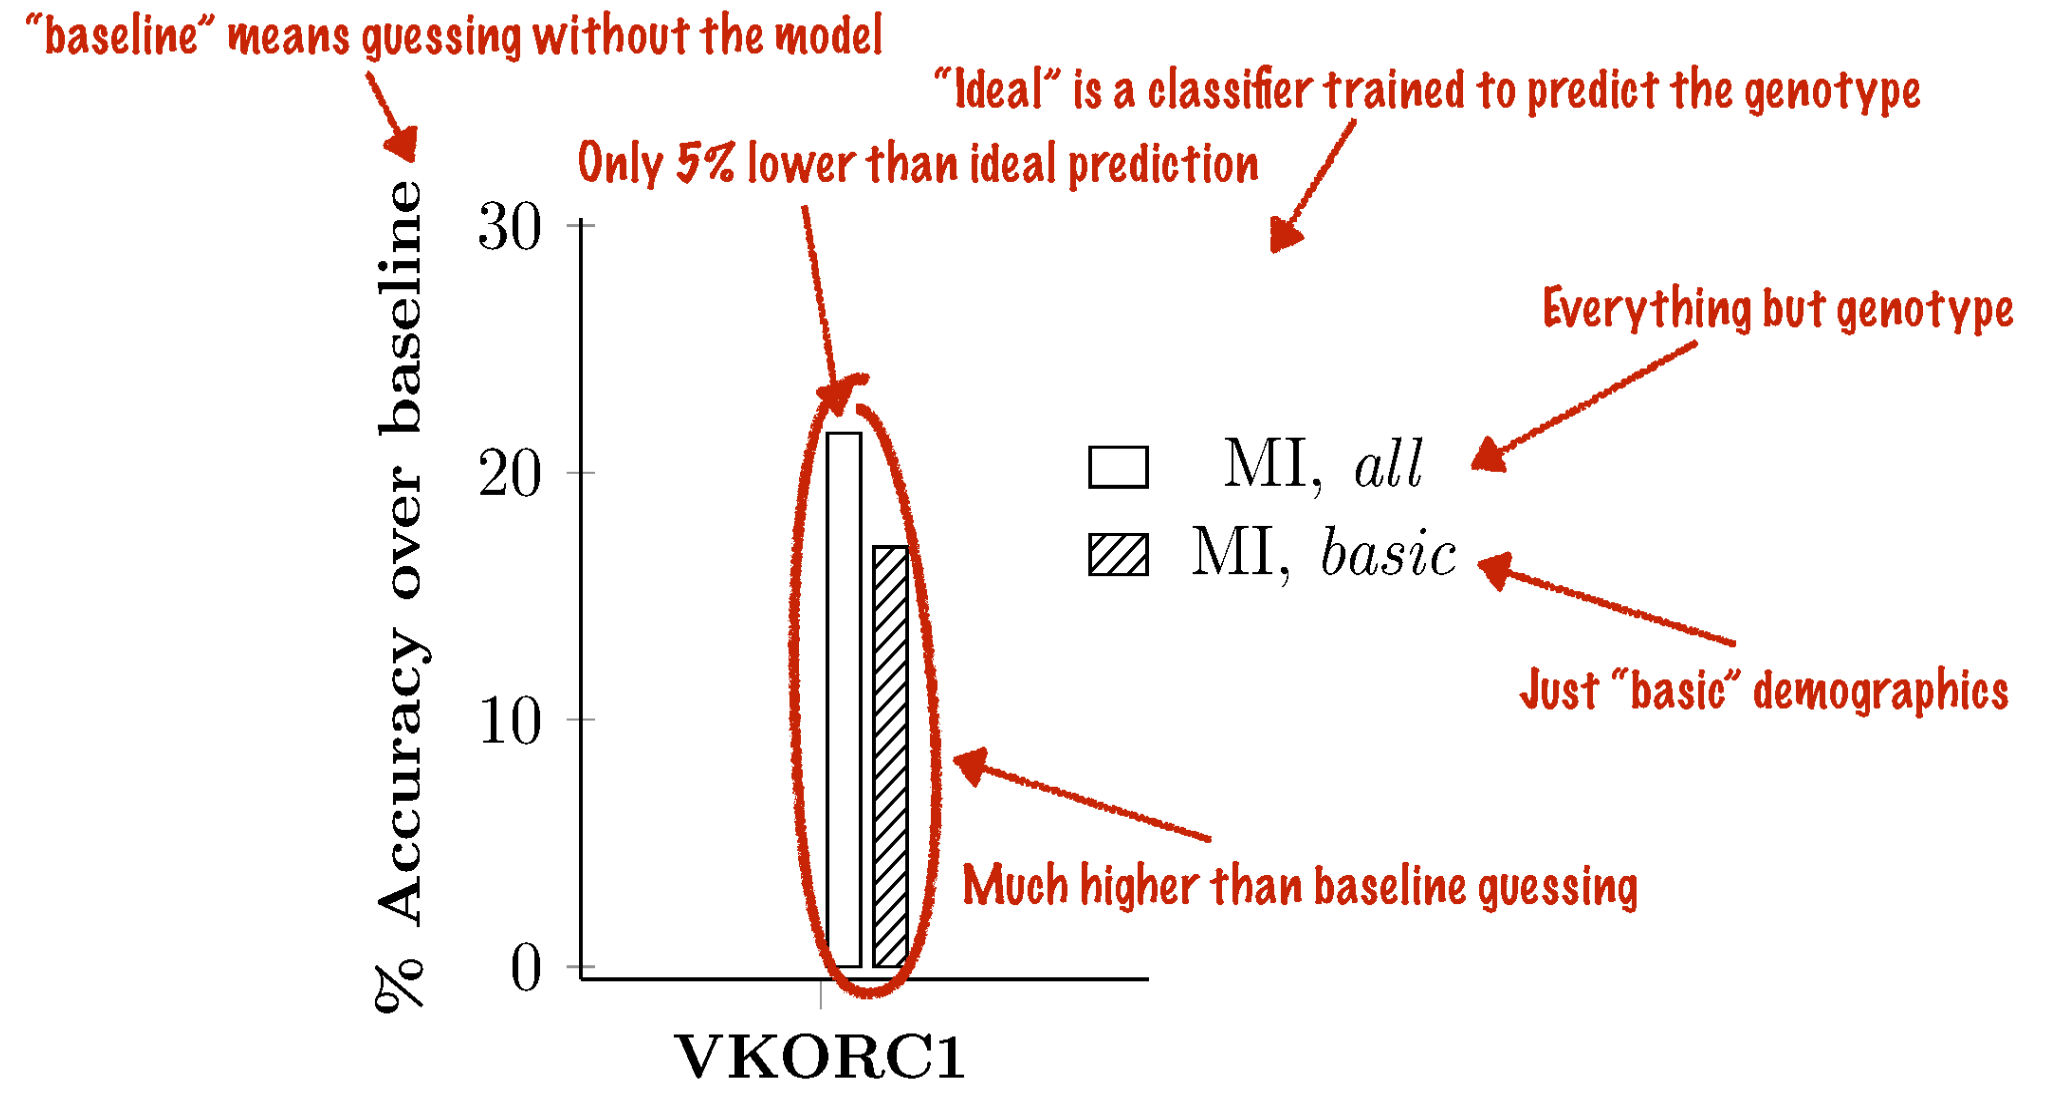 “baseline” means guessing without the model
“Ideal” is a classifier trained to predict the genotype
Only 5% lower than ideal prediction
% Accuracy over baseline
30
20
10
0
Everything but genotype
MI, all
MI, basic
Just “basic” demographics
Much higher than baseline guessing
VKORC1